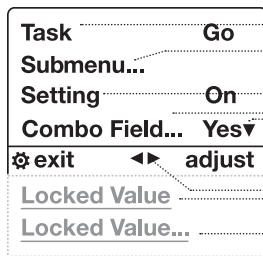 Task Go
Submenu...
Setting On
Combo Field... Yes▾
⚙ exit ◂▸ adjust
Locked Value
Locked Value...